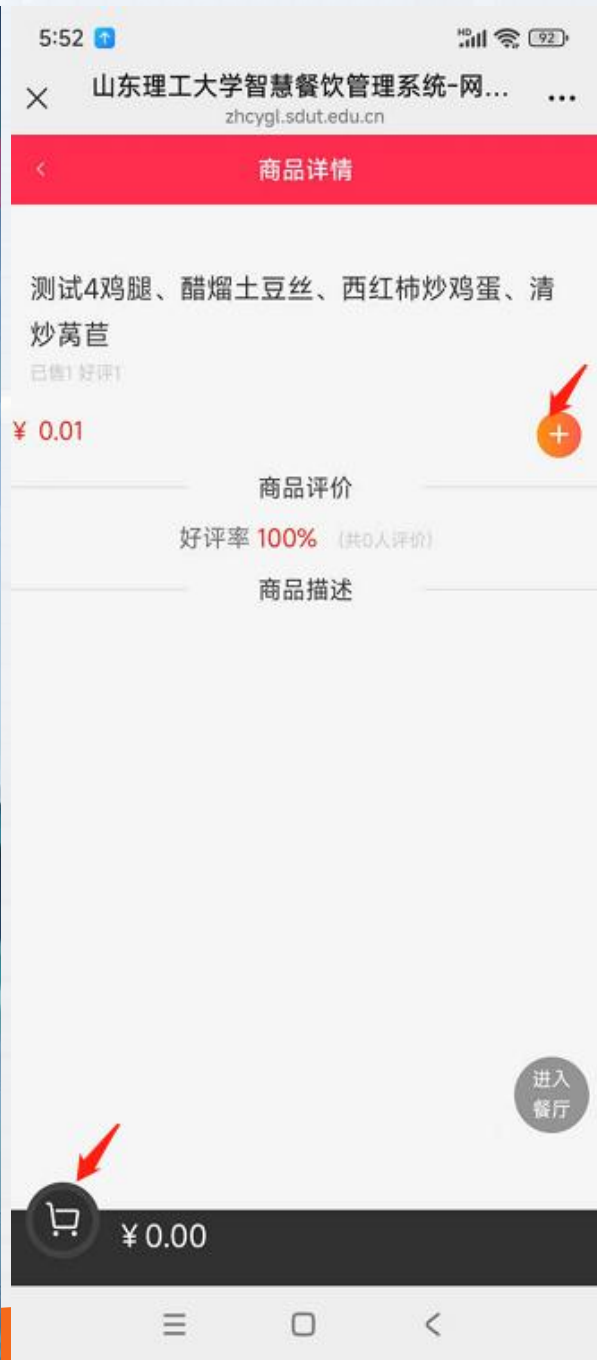 5:52
HD
92
山东理工大学智慧餐饮管理系统-网...
zhcygl.sdut.edu.cn
商品详情
测试4鸡腿、醋熘土豆丝、西红柿炒鸡蛋、清
炒莴苣
已售1 好评1
¥ 0.01
商品评价
好评率 100% (共0人评价)
商品描述
进入
餐厅
¥ 0.00